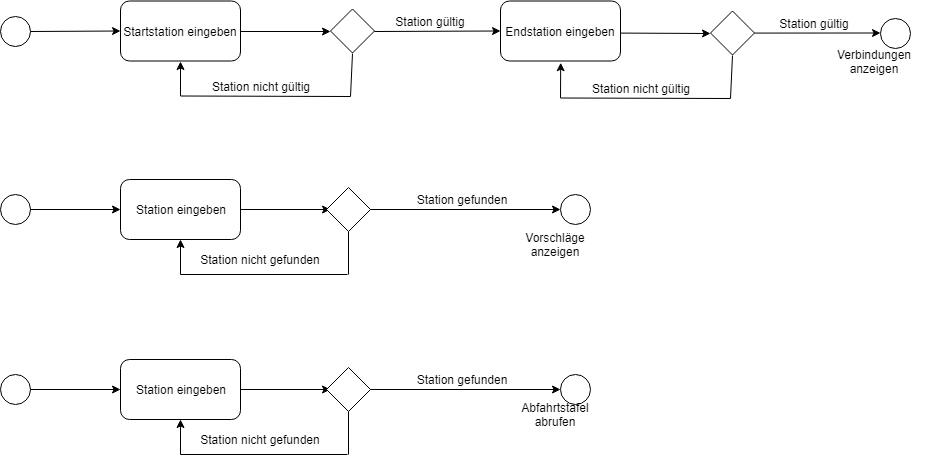 Startstation eingeben
Station gültig
Endstation eingeben
Station gültig
Verbindungen
anzeigen
Station nicht gültig
Station nicht gültig
Station eingeben
Station gefunden
Vorschläge
anzeigen
Station nicht gefunden
Station eingeben
Station gefunden
Abfahrtstafel
abrufen
Station nicht gefunden